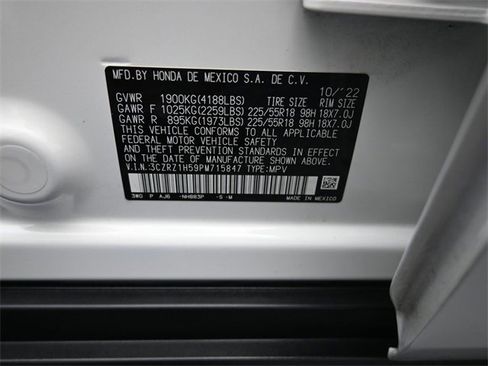 MFD.BY HONDA DE MEXICO S.A. DE C.V.
10/'22
GVWR 1900KG(4188LBS) TIRE SIZE RIM SIZE
GAWR F 1025KG(2259LBS) 225/55R18 98H 18X7.0J
GAWR R 895KG(1973LBS) 225/55R18 98H 18X7.0J
THIS VEHICLE CONFORMS TO ALL APPLICABLE
FEDERAL MOTOR VEHICLE SAFETY
STANDARDS IN EFFECT ON THE DATE OF
MANUFACTURE SHOWN ABOVE.
V.I.N.:3CZRZ1H59PM715847 TYPE:MPV
3W0 P AJ6 -NH883P -S -M
MADE IN MEXICO